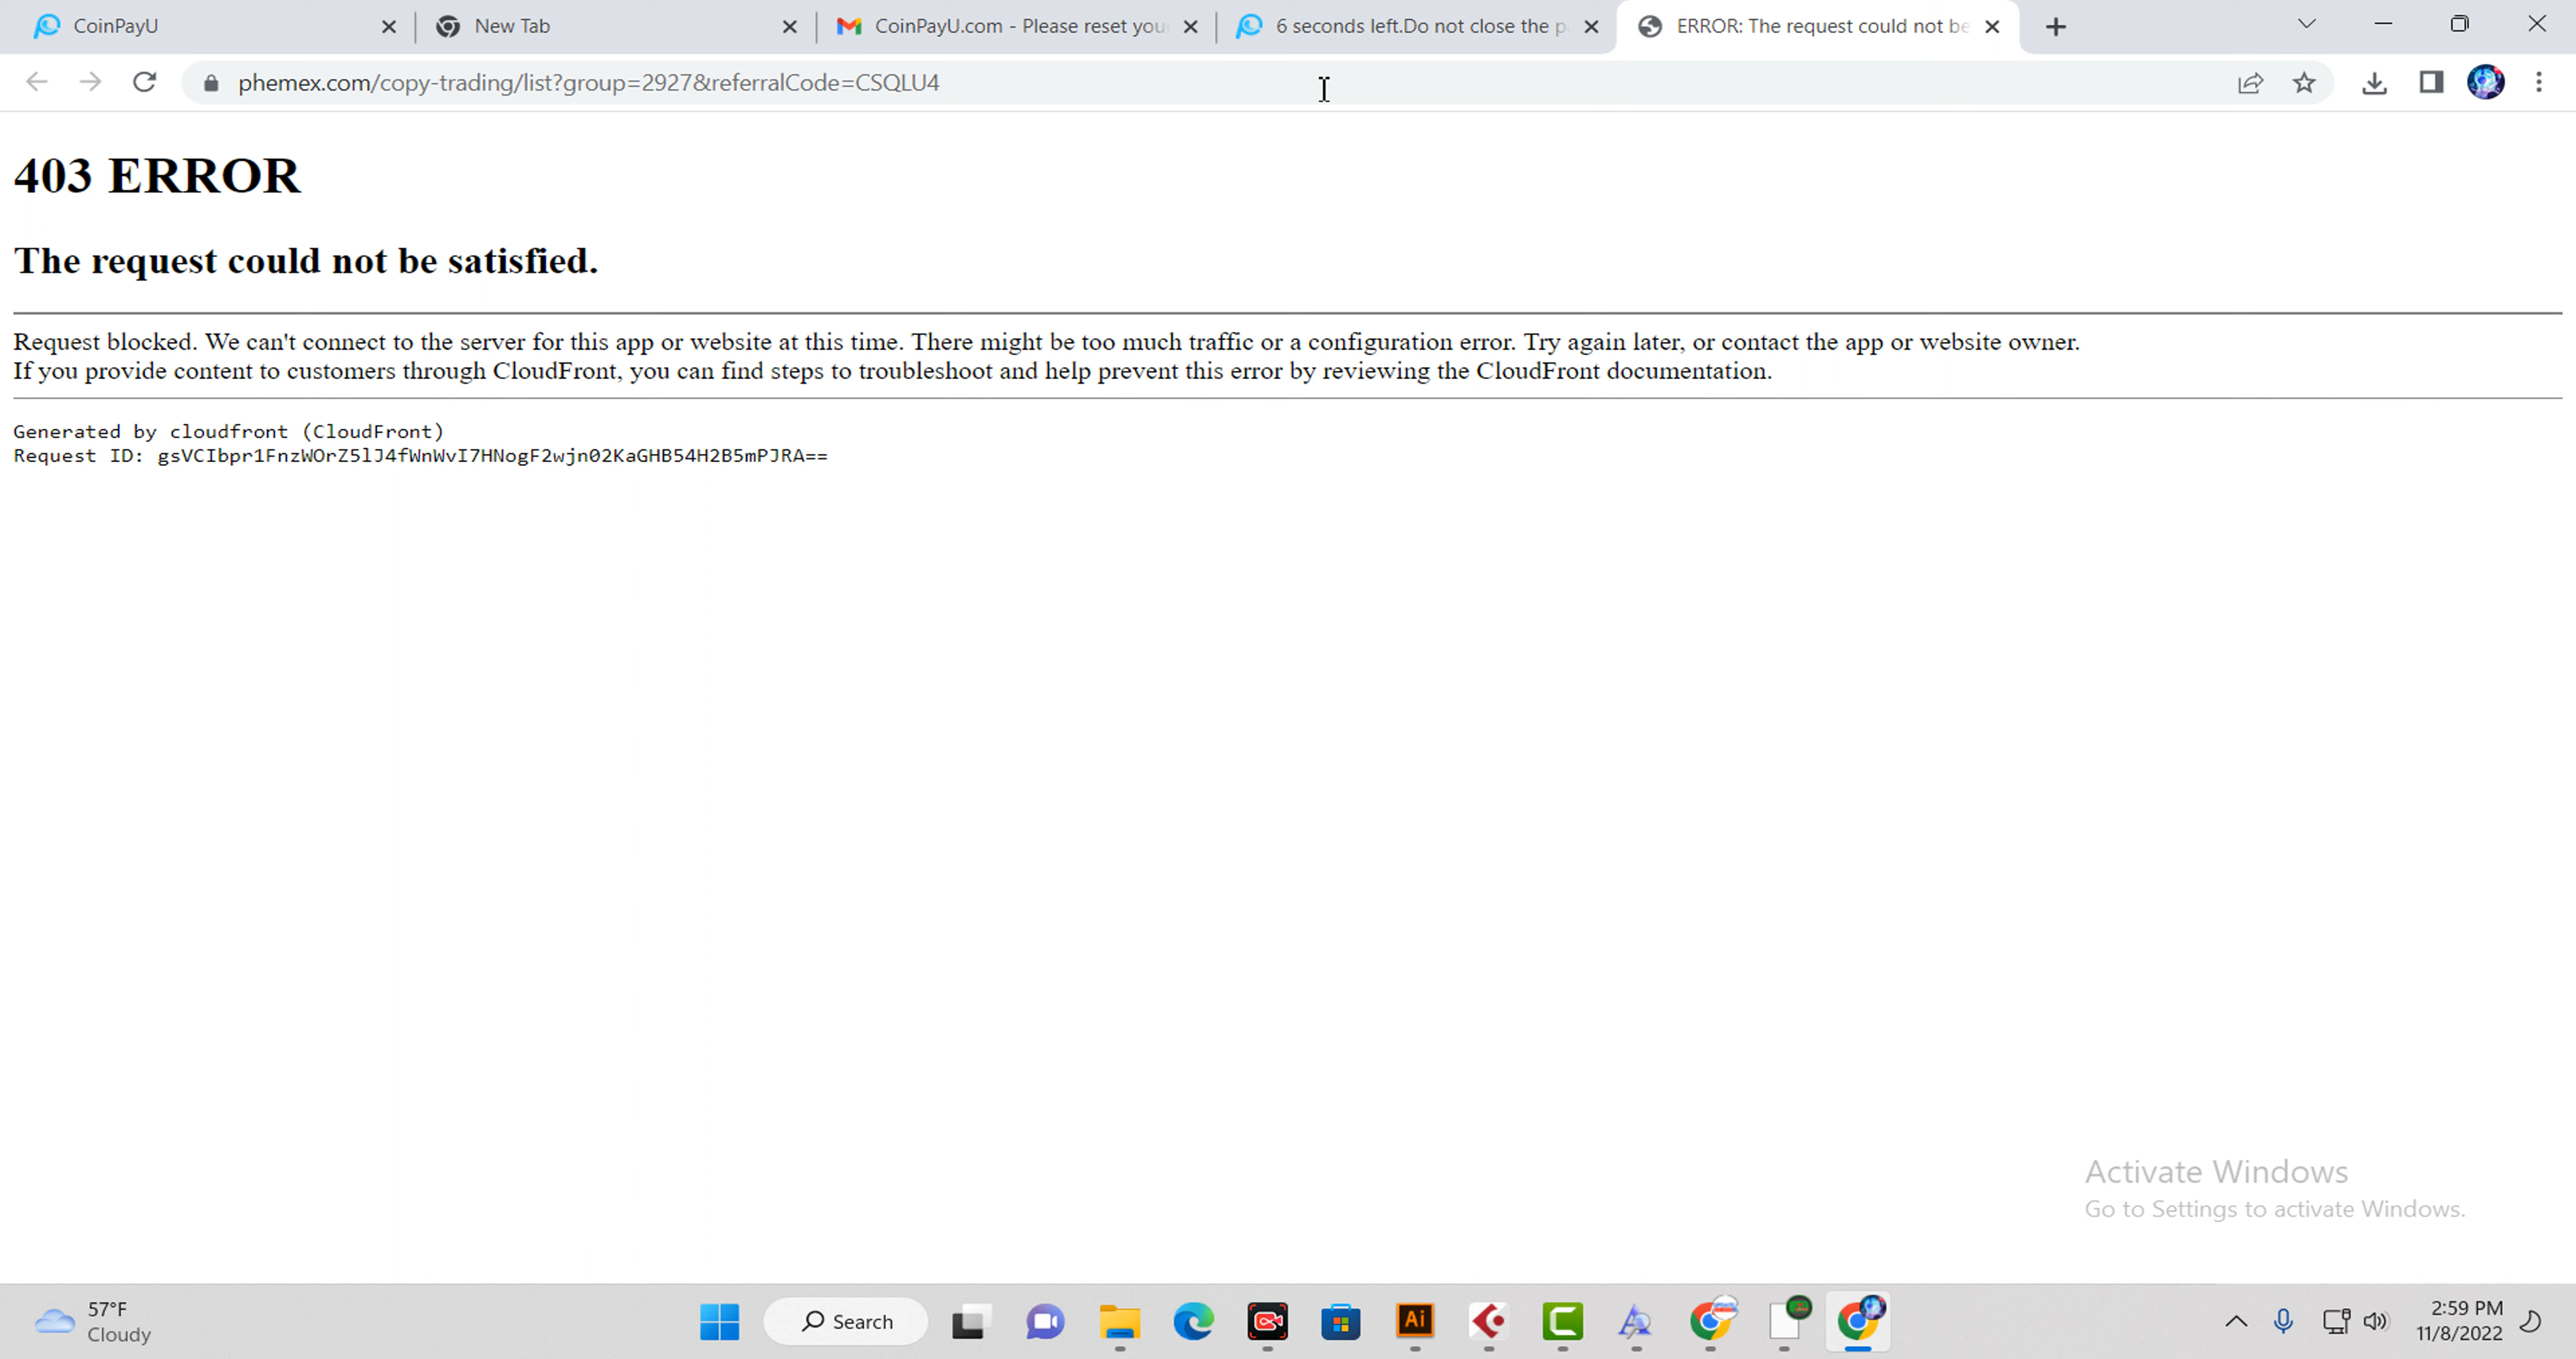 CoinPayU
New Tab
CoinPayU.com - Please reset you
6 seconds left.Do not close the p
ERROR: The request could not be
phemex.com/copy-trading/list?group=2927&referralCode=CSQLU4
403 ERROR
The request could not be satisfied.
Request blocked. We can't connect to the server for this app or website at this time. There might be too much traffic or a configuration error. Try again later, or contact the app or website owner.
If you provide content to customers through CloudFront, you can find steps to troubleshoot and help prevent this error by reviewing the CloudFront documentation.
Generated by cloudfront (CloudFront)
Request ID: gsVCIbpr1FnzWOrZ5lJ4fWnWvI7HNogF2wjn02KaGHB54H2B5mPJRA==
Activate Windows
Go to Settings to activate Windows.
57°F
Cloudy
Search
Ai
2:59 PM
11/8/2022